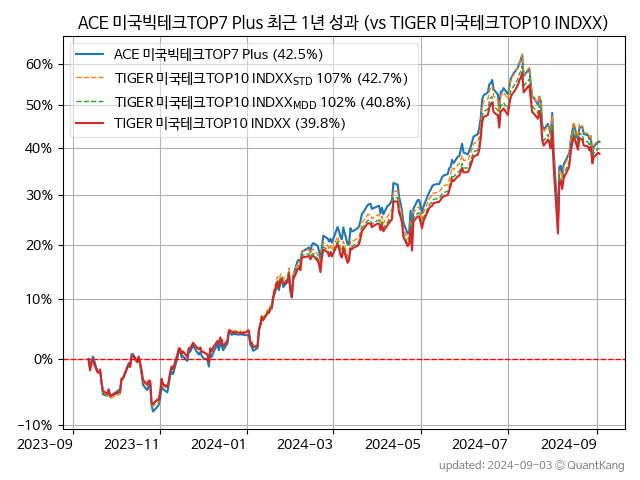 ACE 미국빅테크TOP7 Plus 최근 1년 성과 (vs TIGER 미국테크TOP10 INDXX)
ACE 미국빅테크TOP7 Plus (42.5%)
TIGER 미국테크TOP10 INDXX STD 107% (42.7%)
TIGER 미국테크TOP10 INDXX MDD 102% (40.8%)
TIGER 미국테크TOP10 INDXX (39.8%)
60%
50%
40%
30%
20%
10%
0%
-10%
2023-09 2023-11 2024-01 2024-03 2024-05 2024-07 2024-09
updated: 2024-09-03 © QuantKang